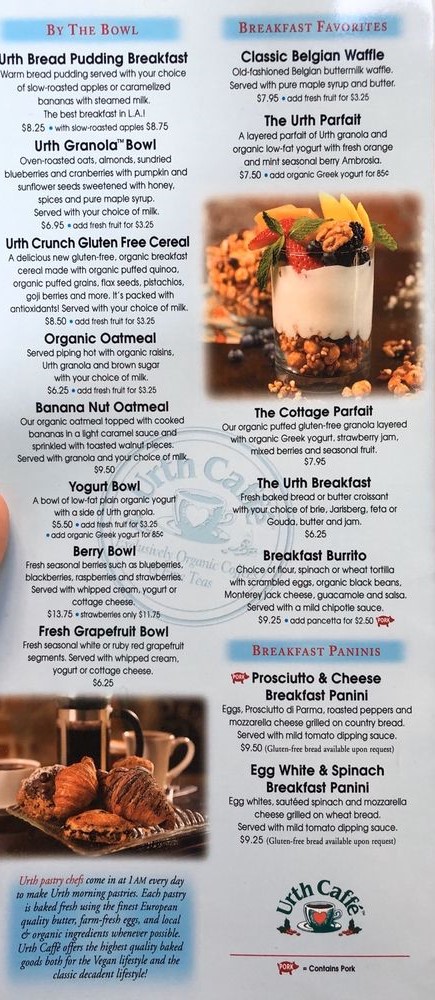 BY THE BOWL
Urth Bread Pudding Breakfast
Warm bread pudding served with your choice
of slow-roasted apples or caramelized
bananas with steamed milk.
The best breakfast in L.A.!
$8.25 • with slow-roasted apples $8.75
Urth Granola™ Bowl
Oven-roasted oats, almonds, sundried
blueberries and cranberries with pumpkin and
sunflower seeds sweetened with honey,
spices and pure maple syrup.
Served with your choice of milk.
$6.95 • add fresh fruit for $3.25
Urth Crunch Gluten Free Cereal
A delicious new gluten-free, organic breakfast
cereal made with organic puffed quinoa,
organic puffed grains, flax seeds, pistachios,
goji berries and more. It's packed with
antioxidants! Served with your choice of milk.
$8.50 • add fresh fruit for $3.25
Organic Oatmeal
Served piping hot with organic raisins,
Urth granola and brown sugar
with your choice of milk.
$6.25 • add fresh fruit for $3.25
Banana Nut Oatmeal
Our organic oatmeal topped with cooked
bananas in a light caramel sauce and
sprinkled with toasted walnut pieces.
Served with granola and your choice of milk.
$9.50
Yogurt Bowl
A bowl of low-fat plain organic yogurt
with a side of Urth granola.
$5.50 • add fresh fruit for $3.25
• add organic Greek yogurt for 85¢
Berry Bowl
Fresh seasonal berries such as blueberries,
blackberries, raspberries and strawberries.
Served with whipped cream, yogurt or
cottage cheese.
$13.75 • strawberries only $11.75
Fresh Grapefruit Bowl
Fresh seasonal white or ruby red grapefruit
segments. Served with whipped cream,
yogurt or cottage cheese.
$6.25
Urth pastry chefs come in at 1AM every day
to make Urth morning pastries. Each pastry
is baked fresh using the finest European
quality butter, farm-fresh eggs, and local
& organic ingredients whenever possible.
Urth Caffé offers the highest quality baked
goods both for the Vegan lifestyle and the
classic decadent lifestyle!
BREAKFAST FAVORITES
Classic Belgian Waffle
Old-fashioned Belgian buttermilk waffle.
Served with pure maple syrup and butter.
$7.95 • add fresh fruit for $3.25
The Urth Parfait
A layered parfait of Urth granola and
organic low-fat yogurt with fresh orange
and mint seasonal berry Ambrosia.
$7.50 • add organic Greek yogurt for 85¢
The Cottage Parfait
Our organic puffed gluten-free granola layered
with organic Greek yogurt, strawberry jam,
mixed berries and seasonal fruit.
$7.95
The Urth Breakfast
Fresh baked bread or butter croissant
with your choice of brie, Jarlsberg, feta or
Gouda, butter and jam.
$6.25
Breakfast Burrito
Choice of flour, spinach or wheat tortilla
with scrambled eggs, organic black beans,
Monterey jack cheese, guacamole and salsa.
Served with a mild chipotle sauce.
$9.25 • add pancetta for $2.50 PORK
BREAKFAST PANINIS
PORK Prosciutto & Cheese
Breakfast Panini
Eggs, Prosciutto di Parma, roasted peppers and
mozzarella cheese grilled on country bread.
Served with mild tomato dipping sauce.
$9.50 (Gluten-free bread available upon request)
Egg White & Spinach
Breakfast Panini
Egg whites, sautéed spinach and mozzarella
cheese grilled on wheat bread.
Served with mild tomato dipping sauce.
$9.25 (Gluten-free bread available upon request)
Urth Caffé™
PORK = Contains Pork
Urth Caffé
Exclusively Organic Coffees
Teas